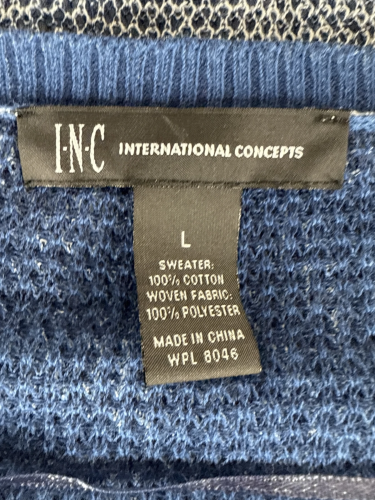 I·N·C INTERNATIONAL CONCEPTS
L
SWEATER:
100% COTTON
WOVEN FABRIC:
100% POLYESTER
MADE IN CHINA
WPL 8046